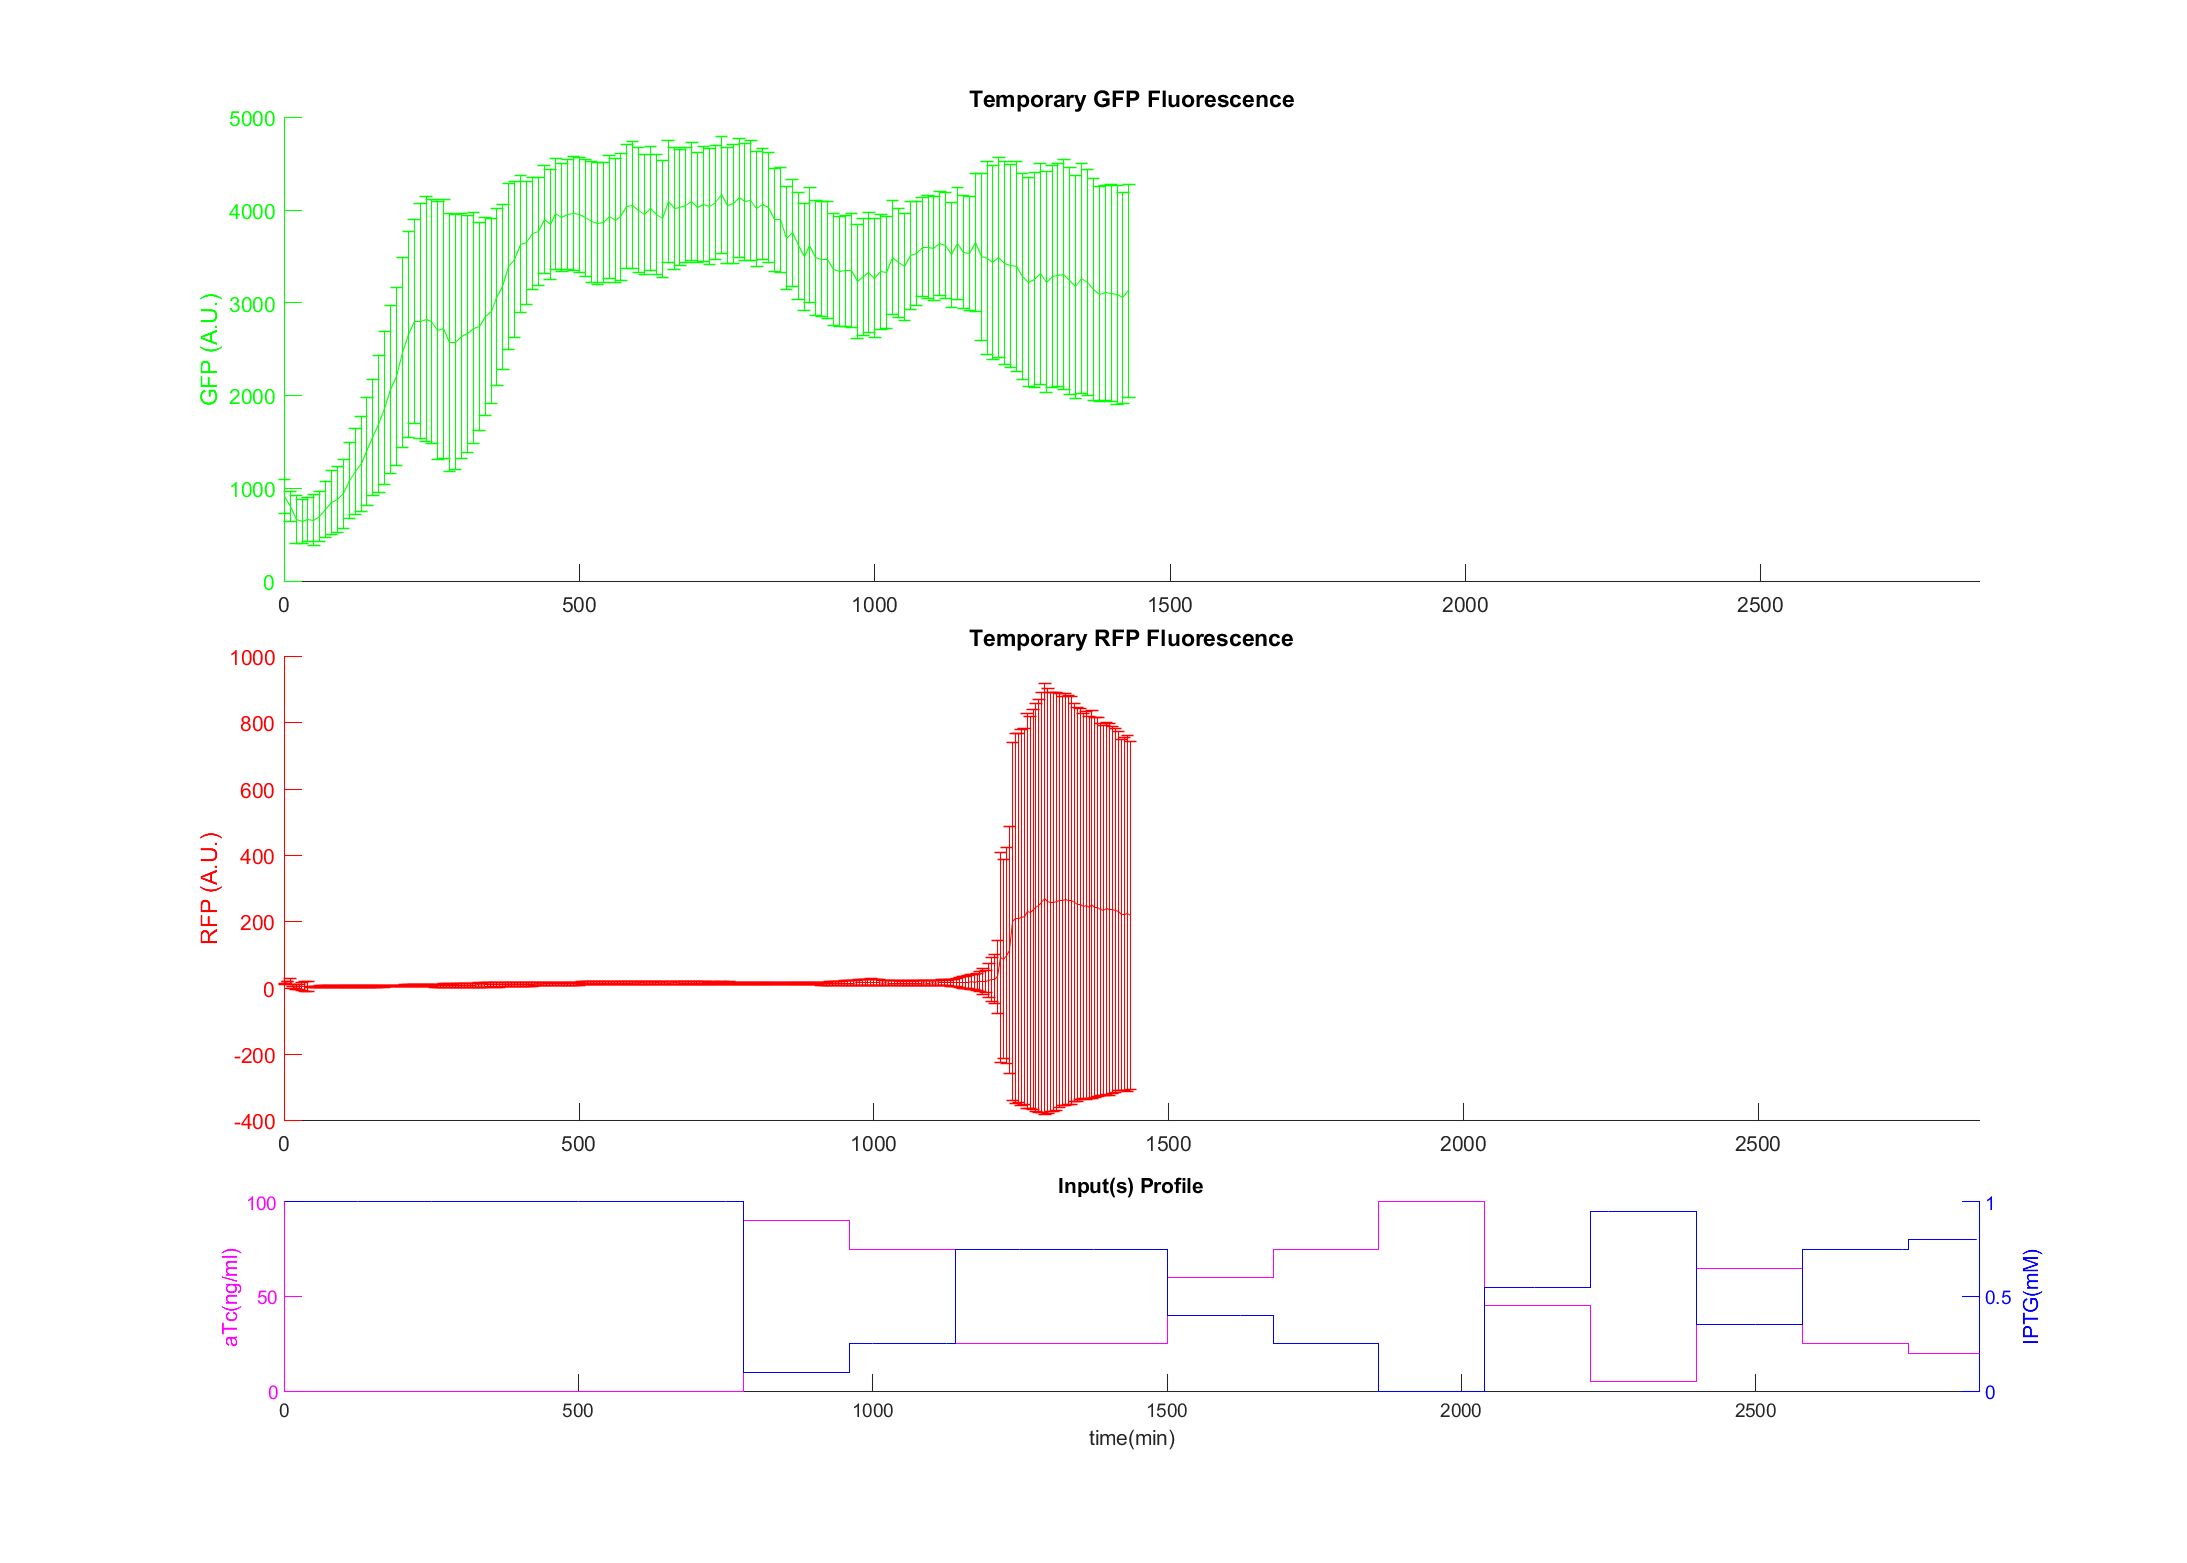 Temporary GFP Fluorescence
GFP (A.U.)
5000
4000
3000
2000
1000
0
0 500 1000 1500 2000 2500
Temporary RFP Fluorescence
RFP (A.U.)
1000
800
600
400
200
0
-200
-400
0 500 1000 1500 2000 2500
Input(s) Profile
aTc(ng/ml)
100
50
0
1
0.5
0
IPTG(mM)
0 500 1000 1500 2000 2500
time(min)